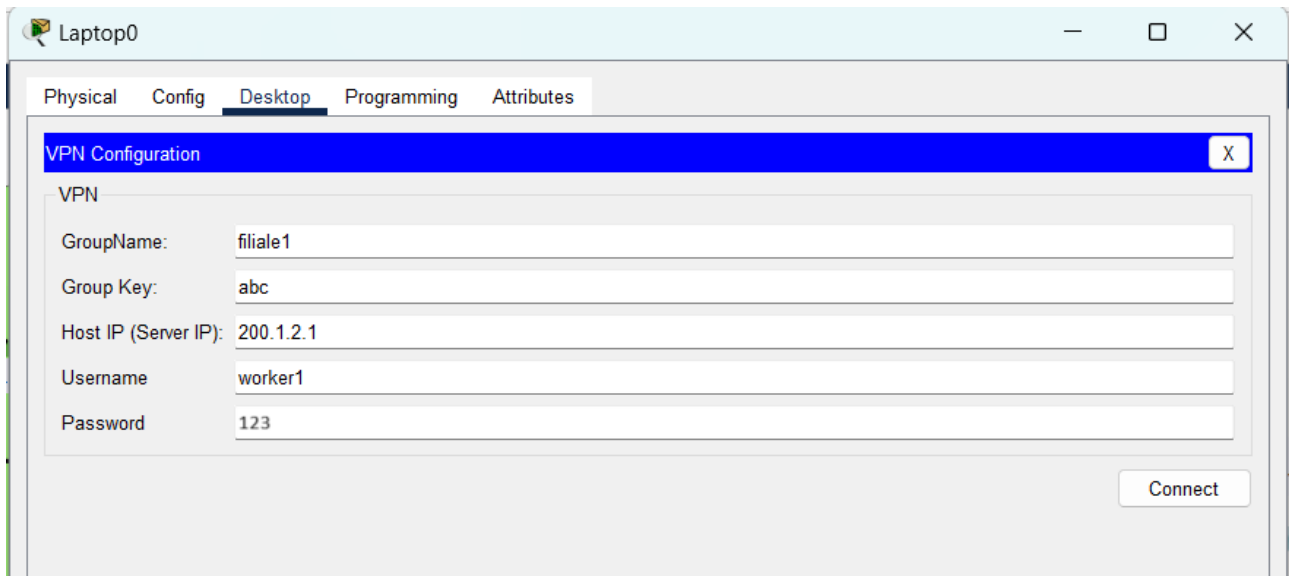 Laptop0
Physical Config Desktop Programming Attributes
VPN Configuration X
VPN
GroupName: filiale1
Group Key: abc
Host IP (Server IP): 200.1.2.1
Username worker1
Password 123
Connect